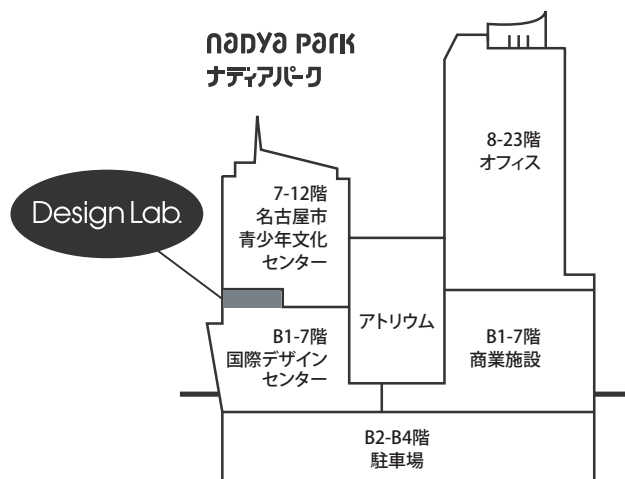 nadya park
ナディアパーク
8-23階
オフィス
7-12階
名古屋市
青少年文化
センター
Design Lab.
アトリウム
B1-7階
国際デザイン
センター
B1-7階
商業施設
B2-B4階
駐車場